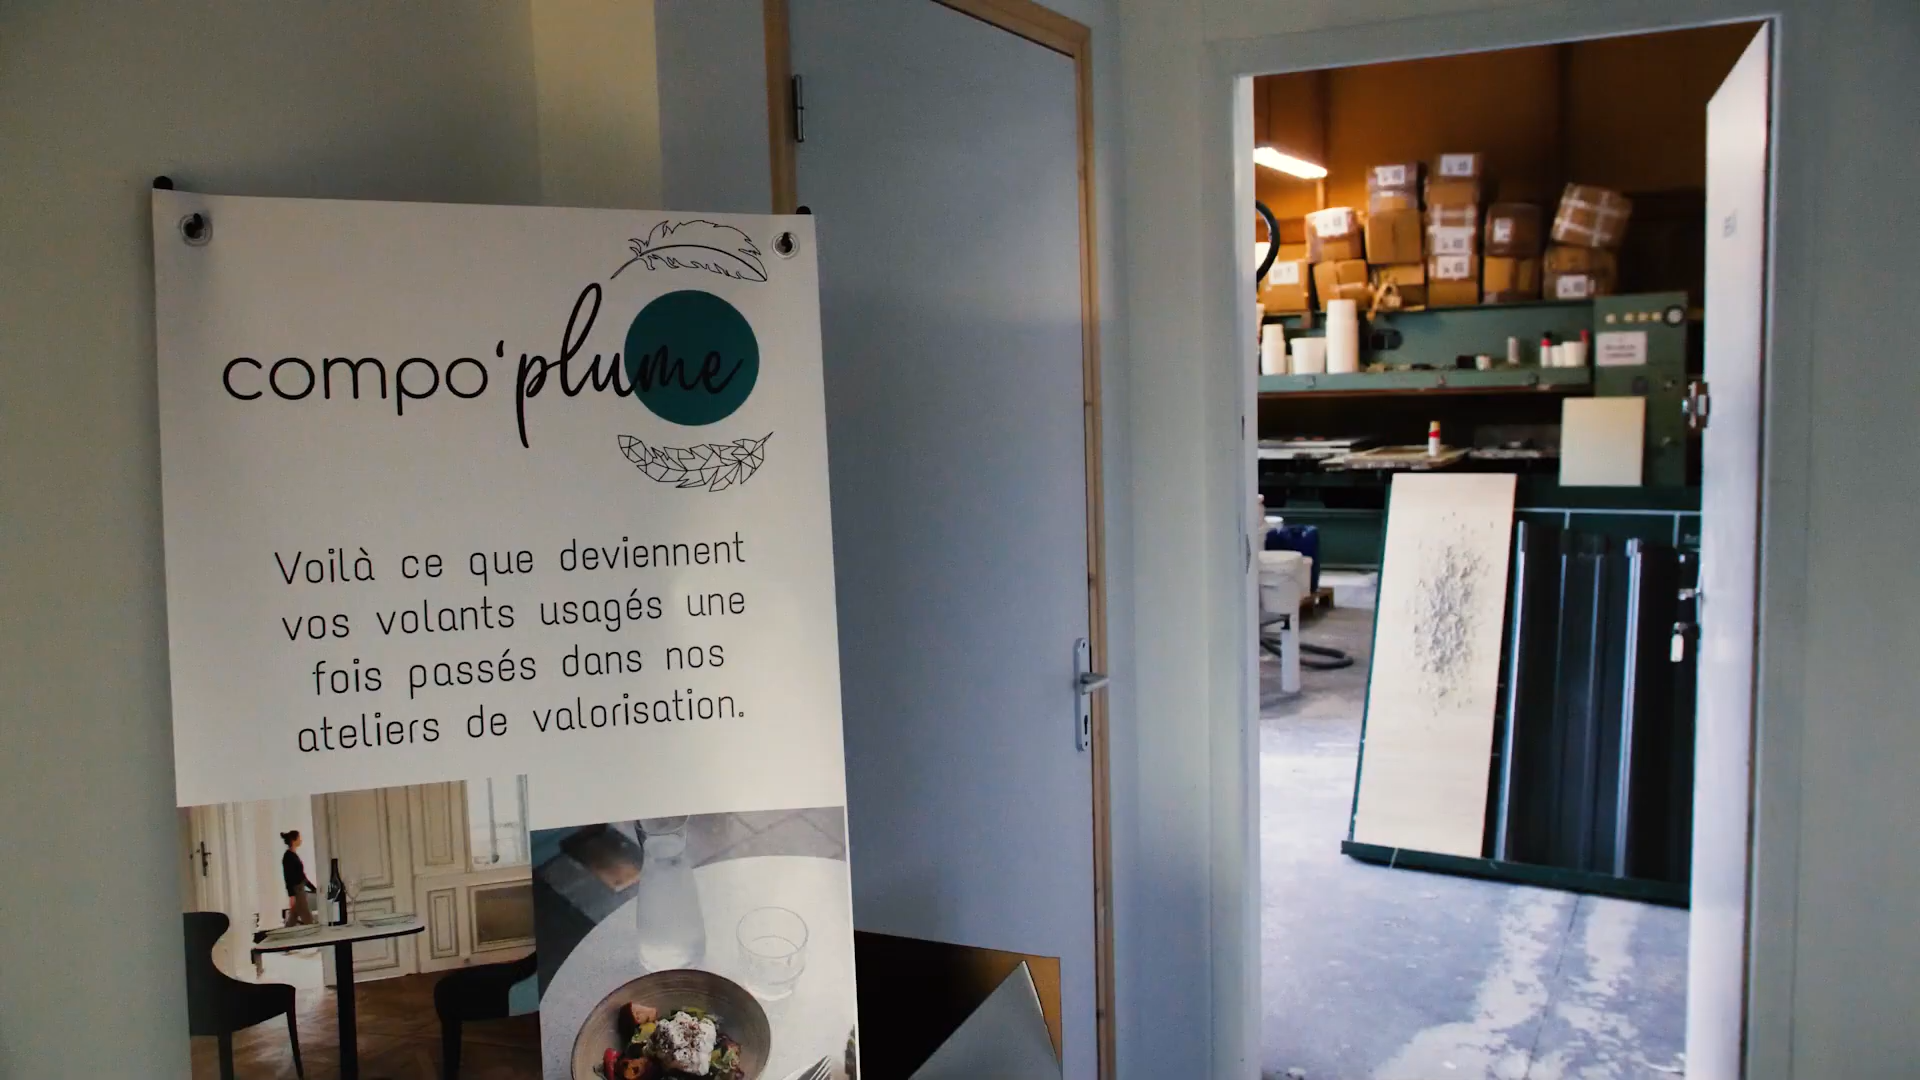 compo'plume
Voilà ce que deviennent
vos volants usagés une
fois passés dans nos
ateliers de valorisation.